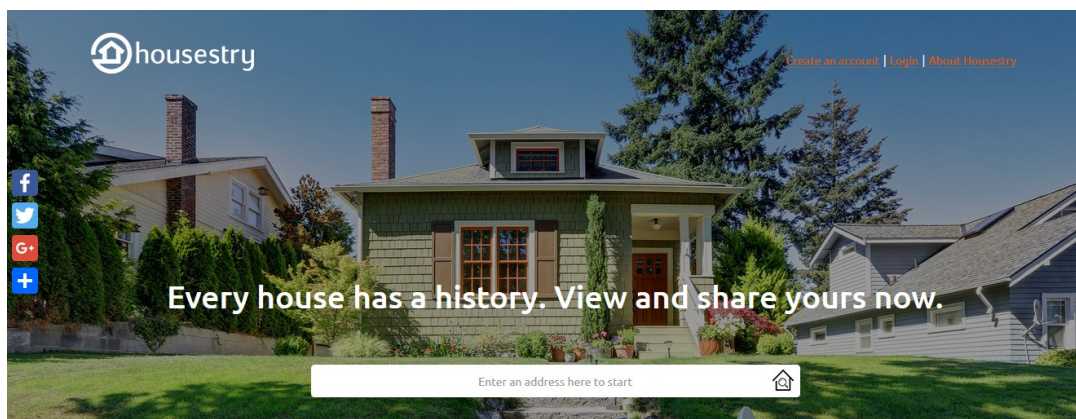 housestry
Create an account | Login | About Housestry
G+
Every house has a history. View and share yours now.
Enter an address here to start